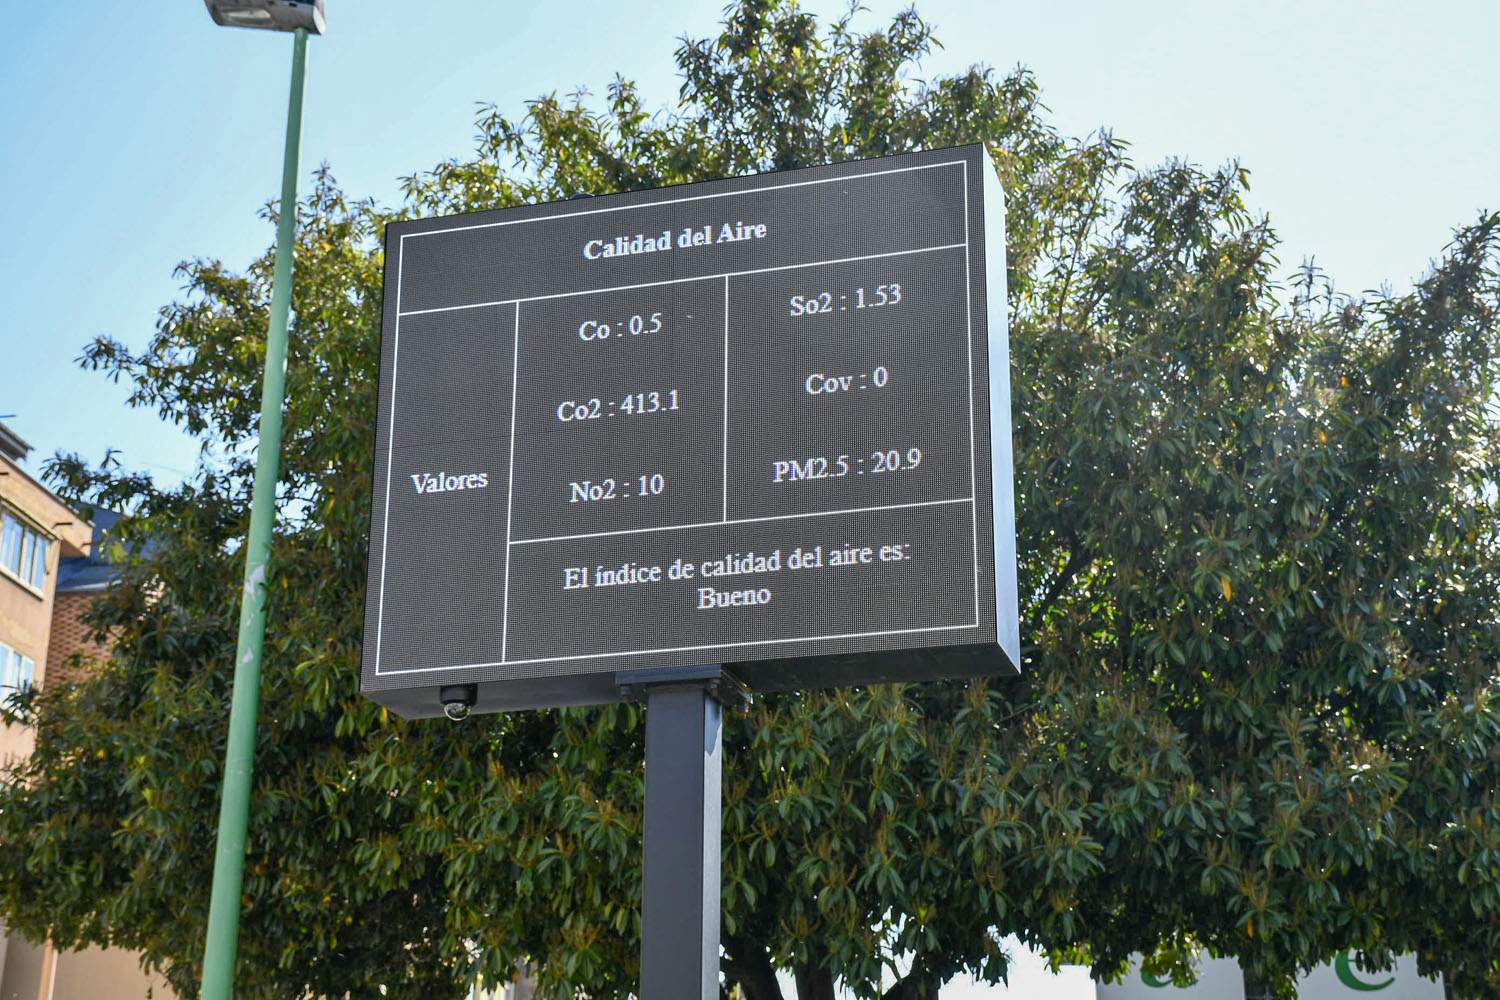 Calidad del Aire
Valores
Co : 0.5
Co2 : 413.1
No2 : 10
So2 : 1.53
Cov : 0
PM2.5 : 20.9
El índice de calidad del aire es:
Bueno